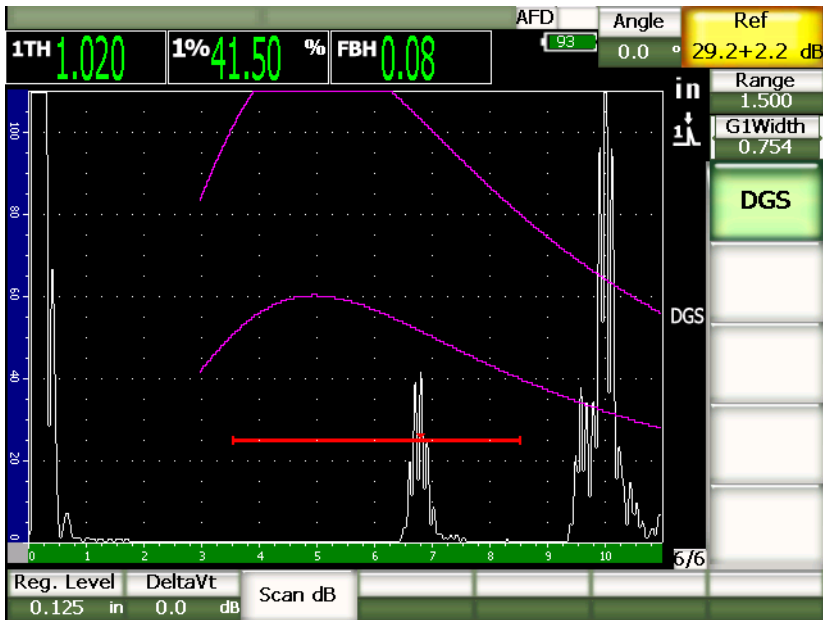 AFD
Angle
Ref
1TH 1.020
1% 41.50 %
FBH 0.08
93
0.0 °
29.2+2.2 dB
in
Range
1.500
1
G1Width
0.754
DGS
DGS
100
80
60
40
20
0
0 1 2 3 4 5 6 7 8 9 10
6/6
Reg. Level
DeltaVt
Scan dB
0.125 in
0.0 dB